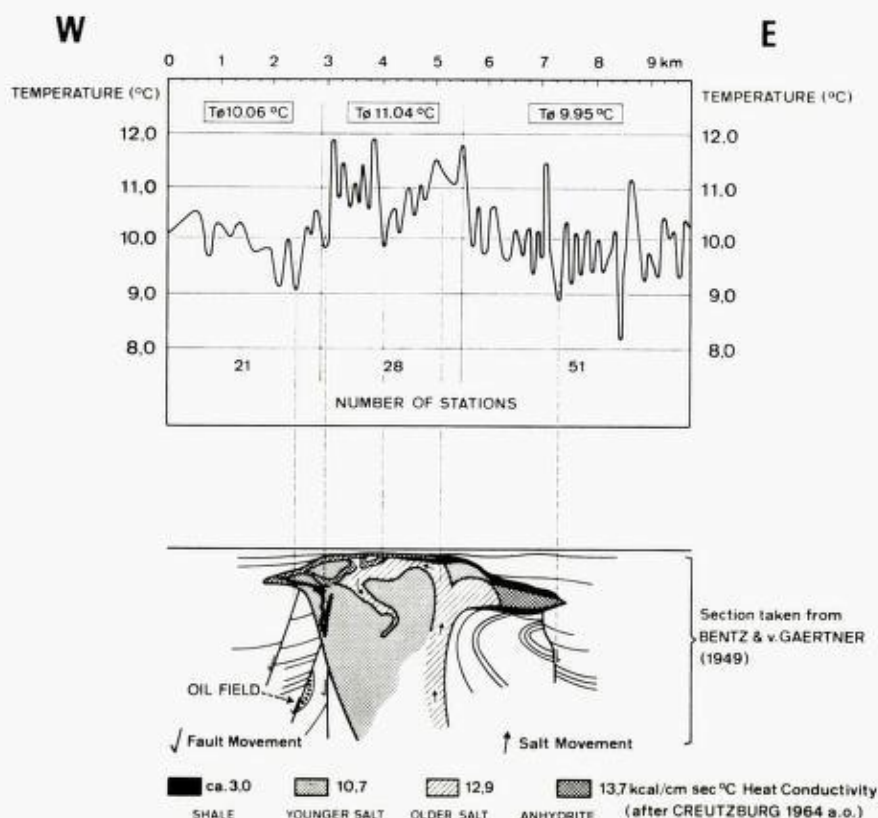 W E
0 1 2 3 4 5 6 7 8 9 km
TEMPERATURE (°C) TEMPERATURE (°C)
Tø10.06 °C Tø 11.04 °C Tø 9.95 °C
12,0 12.0
11,0 11.0
10.0 10.0
9.0 9.0
8,0 8.0
21 28 51
NUMBER OF STATIONS
Section taken from
BENTZ & v.GAERTNER
(1949)
OIL FIELD
Fault Movement Salt Movement
ca.3,0 10,7 12,9 13,7 kcal/cm sec °C Heat Conductivity
SHALE YOUNGER SALT OLDER SALT ANHYDRITE (after CREUTZBURG 1964 a.o.)